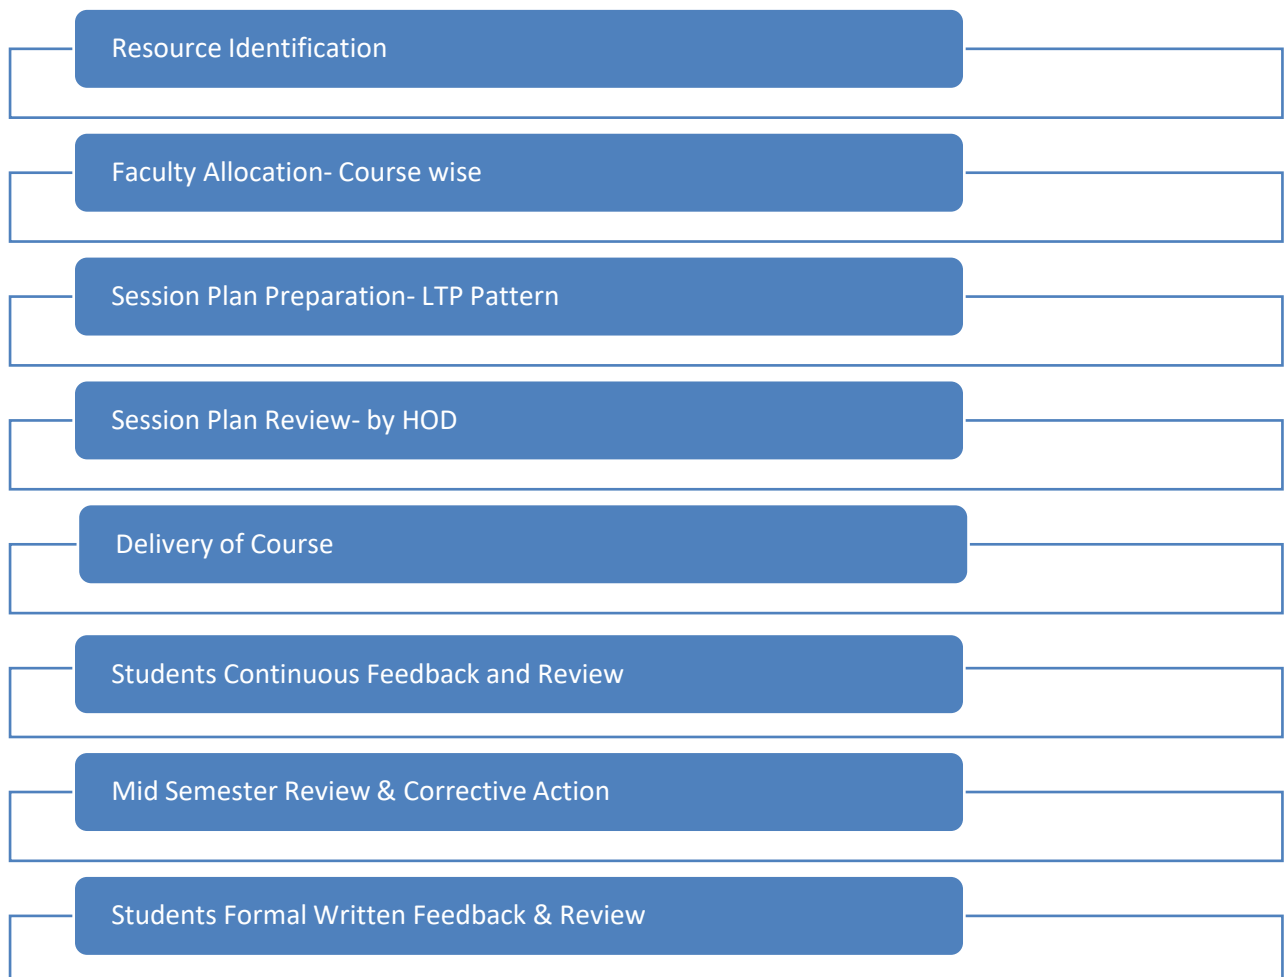 Resource Identification
Faculty Allocation- Course wise
Session Plan Preparation- LTP Pattern
Session Plan Review- by HOD
Delivery of Course
Students Continuous Feedback and Review
Mid Semester Review & Corrective Action
Students Formal Written Feedback & Review